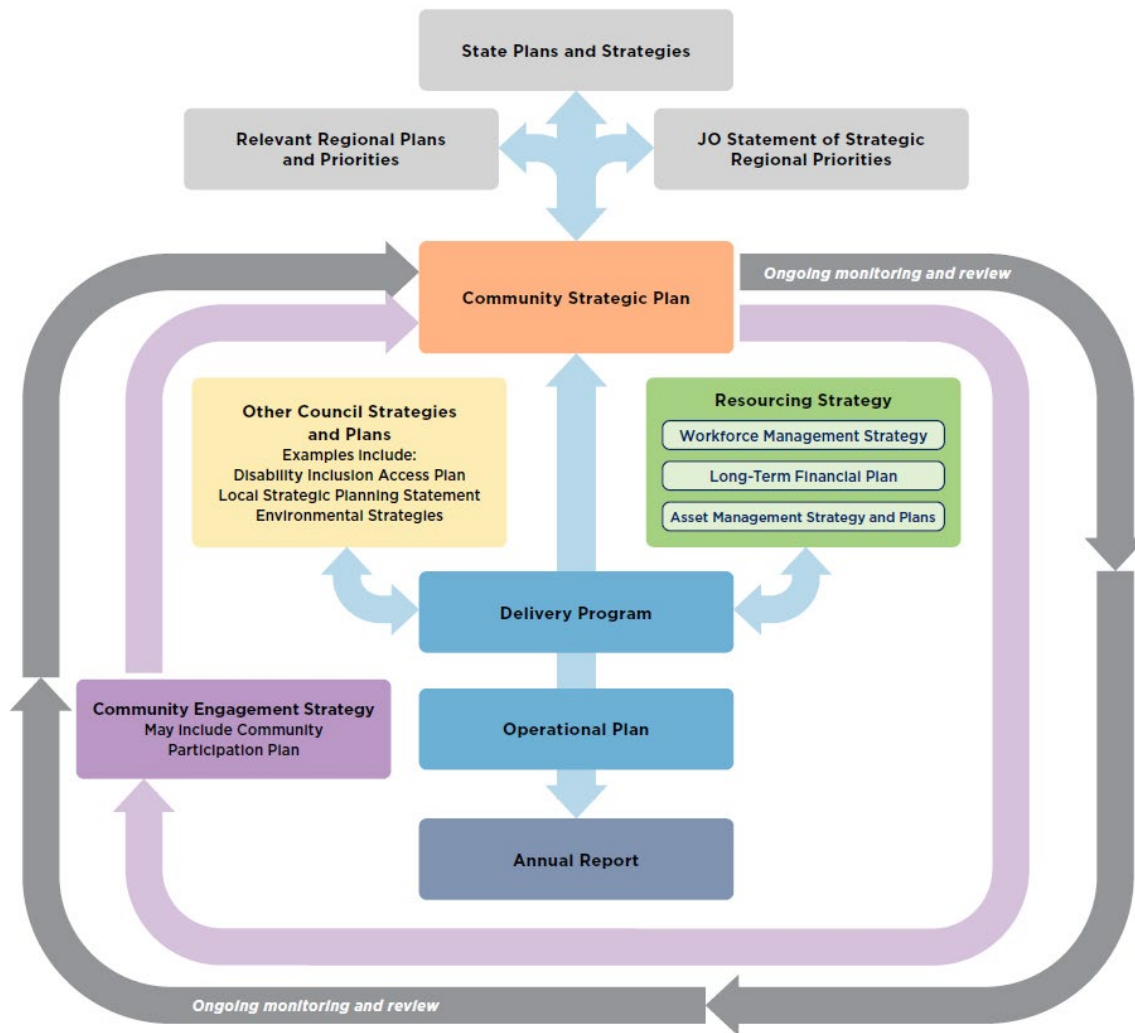 State Plans and Strategies
Relevant Regional Plans
and Priorities
JO Statement of Strategic
Regional Priorities
Community Strategic Plan
Ongoing monitoring and review
Other Council Strategies
and Plans
Examples Include:
Disability Inclusion Access Plan
Local Strategic Planning Statement
Environmental Strategies
Resourcing Strategy
Workforce Management Strategy
Long-Term Financial Plan
Asset Management Strategy and Plans
Delivery Program
Community Engagement Strategy
May Include Community
Participation Plan
Operational Plan
Annual Report
Ongoing monitoring and review